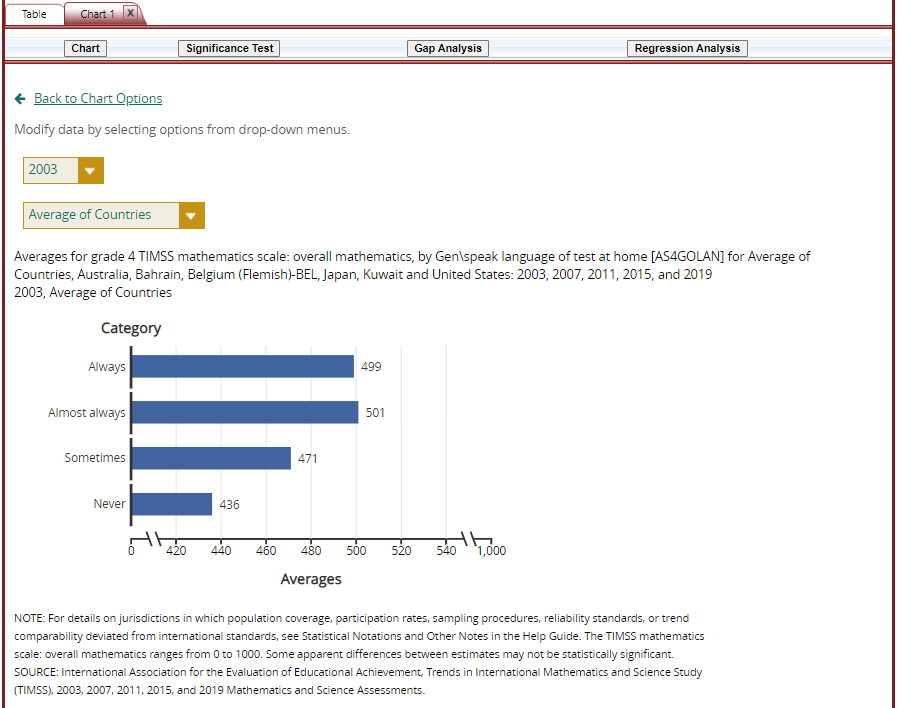 Table
Chart 1 X
Chart
Significance Test
Gap Analysis
Regression Analysis
Back to Chart Options
Modify data by selecting options from drop-down menus.
2003
Average of Countries
Averages for grade 4 TIMSS mathematics scale: overall mathematics, by Gen\speak language of test at home [AS4GOLAN] for Average of
Countries, Australia, Bahrain, Belgium (Flemish)-BEL, Japan, Kuwait and United States: 2003, 2007, 2011, 2015, and 2019
2003, Average of Countries
Category
Always 499
Almost always 501
Sometimes 471
Never 436
0 420 440 460 480 500 520 540 1,000
Averages
NOTE: For details on jurisdictions in which population coverage, participation rates, sampling procedures, reliability standards, or trend
comparability deviated from international standards, see Statistical Notations and Other Notes in the Help Guide. The TIMSS mathematics
scale: overall mathematics ranges from 0 to 1000. Some apparent differences between estimates may not be statistically significant.
SOURCE: International Association for the Evaluation of Educational Achievement, Trends in International Mathematics and Science Study
(TIMSS), 2003, 2007, 2011, 2015, and 2019 Mathematics and Science Assessments.